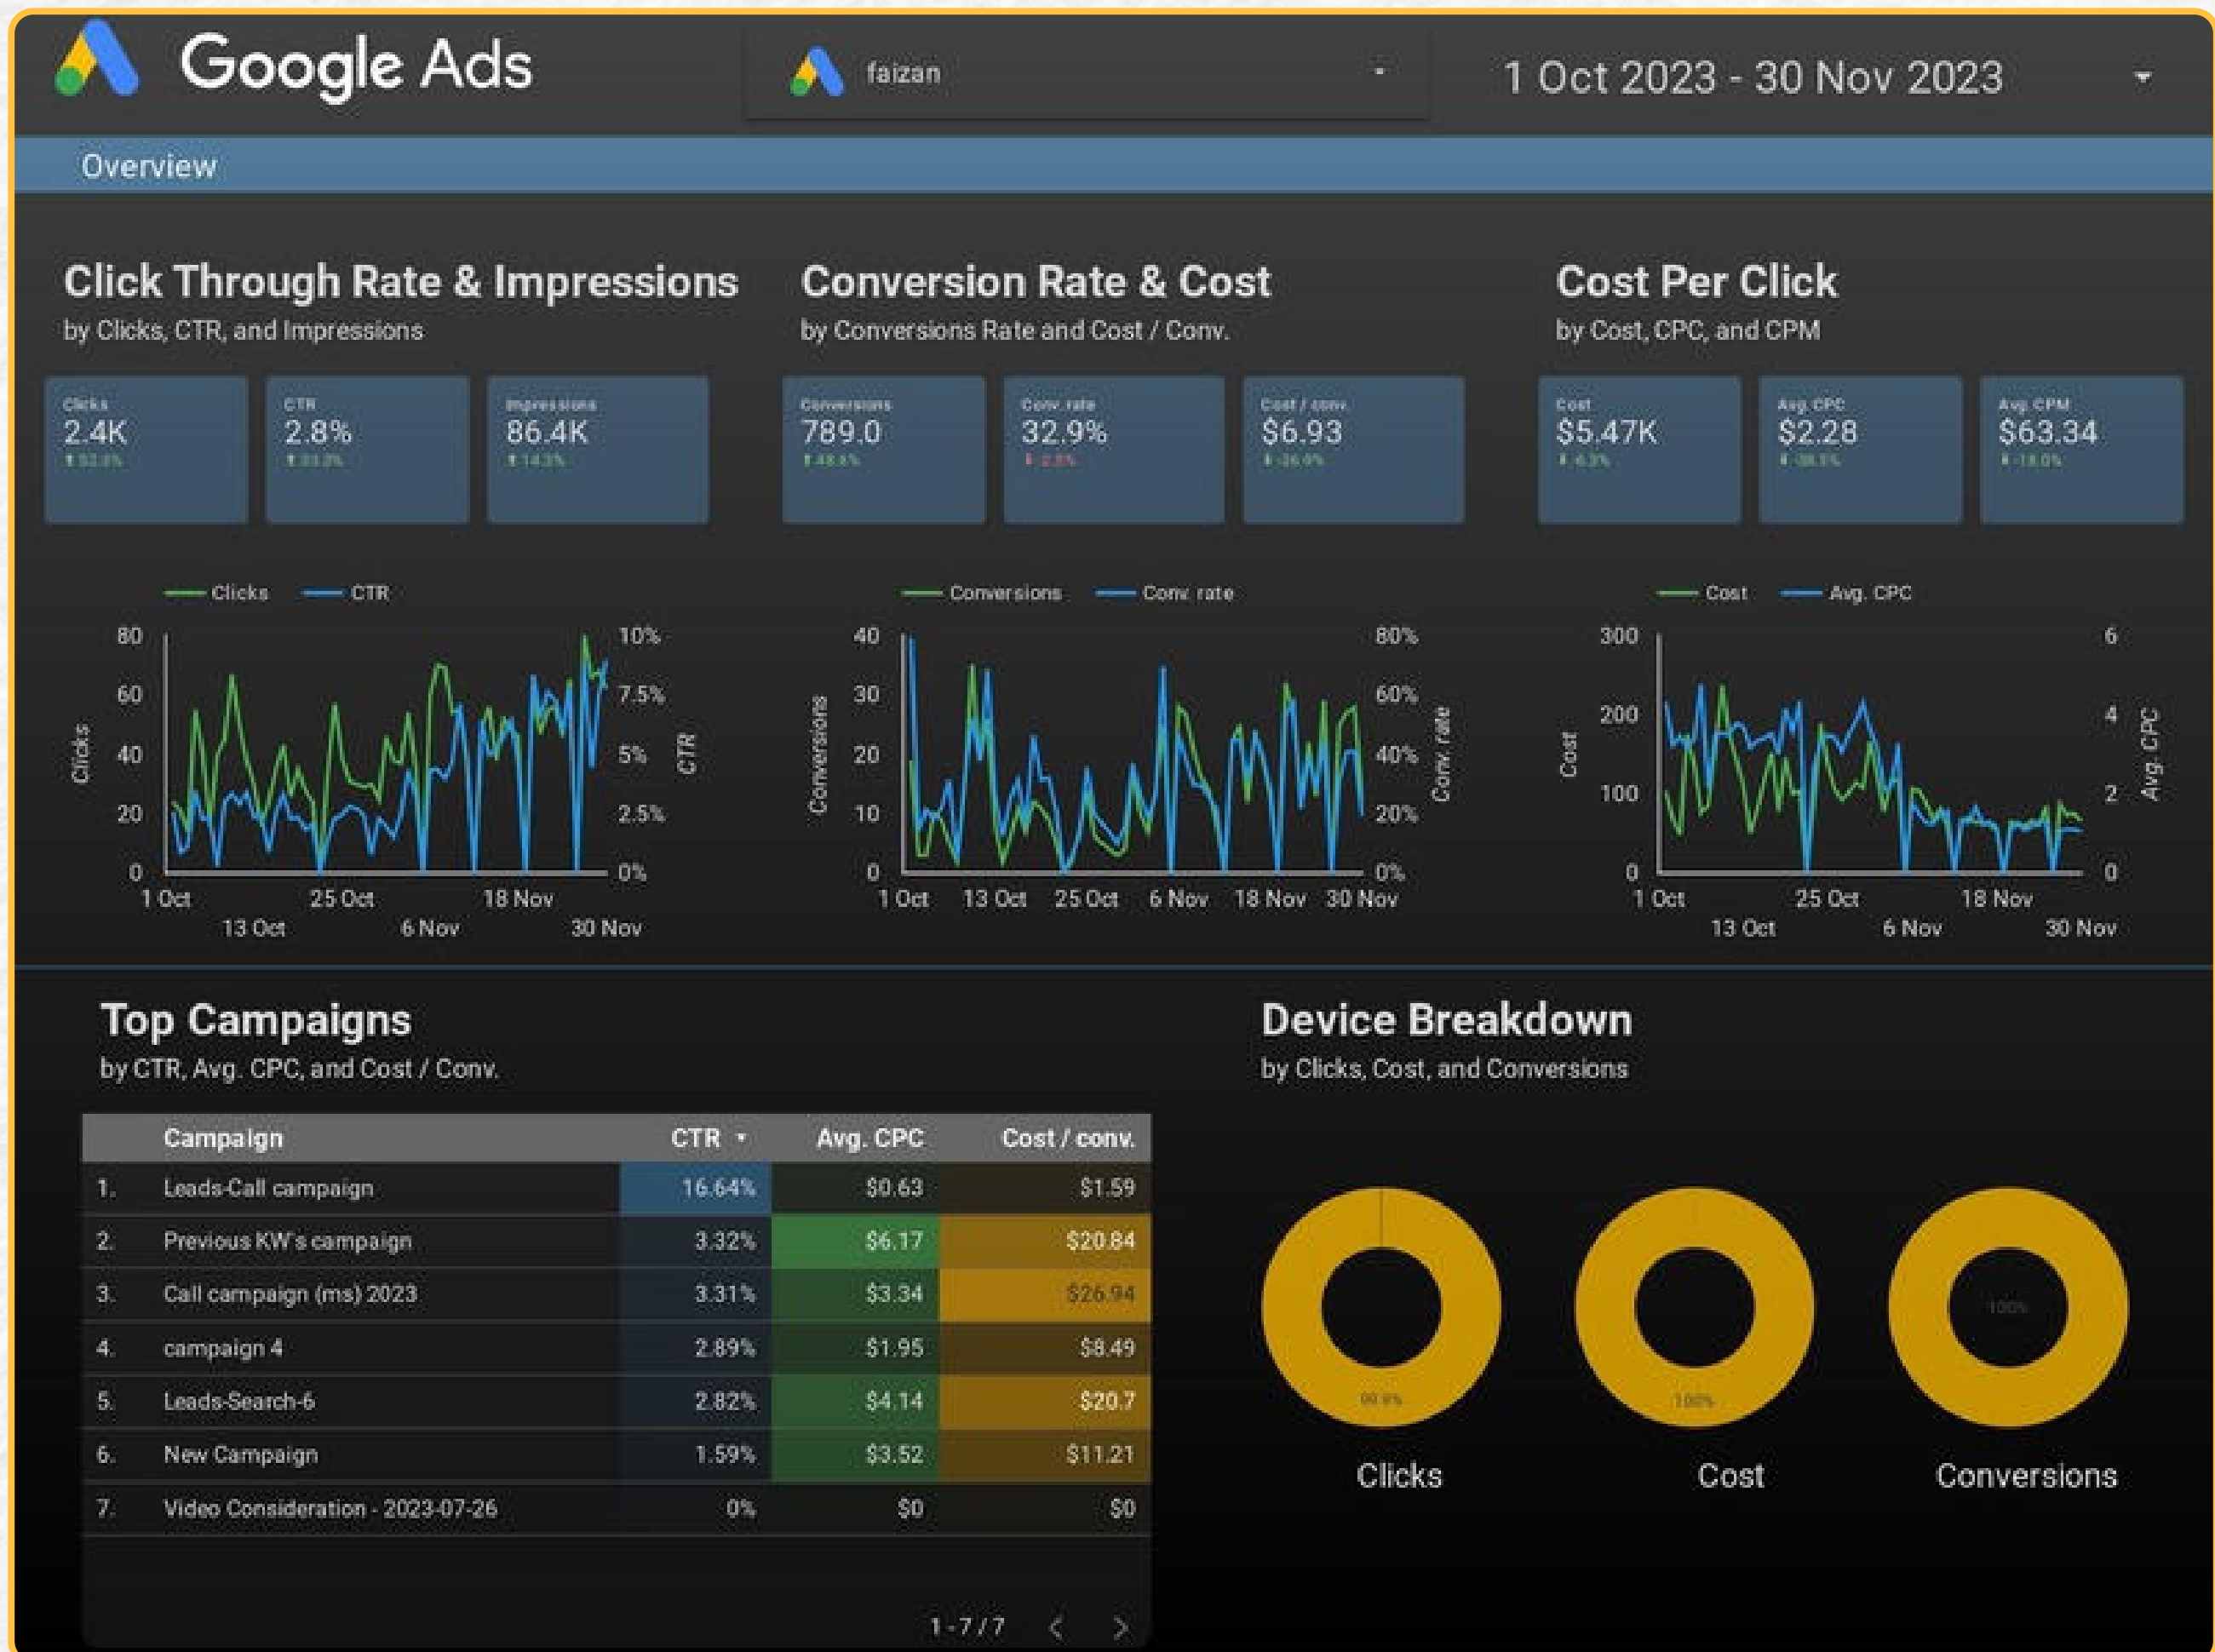 Google Ads
faizan
1 Oct 2023 - 30 Nov 2023
Overview
Click Through Rate & Impressions
by Clicks, CTR, and Impressions
Clicks
2.4K
CTR
2.8%
Impressions
86.4K
14.3%
Clicks CTR
80
60
40
20
0
Clicks
10%
7.5%
5%
2.5%
0%
CTR
1 Oct
13 Oct
25 Oct
6 Nov
18 Nov
30 Nov
Conversion Rate & Cost
by Conversions Rate and Cost / Conv.
Conversions
789.0
48.8%
Conv. rate
32.9%
Cost / conv.
$6.93
Conversions Conv. rate
40
30
20
10
0
Conversions
80%
60%
40%
20%
0%
Conv. rate
1 Oct
13 Oct
25 Oct
6 Nov
18 Nov
30 Nov
Cost Per Click
by Cost, CPC, and CPM
Cost
$5.47K
-6.3%
Avg. CPC
$2.28
Avg. CPM
$63.34
-18.0%
Cost Avg. CPC
300
200
100
0
Cost
6
4
2
0
Avg. CPC
1 Oct
13 Oct
25 Oct
6 Nov
18 Nov
30 Nov
Top Campaigns
by CTR, Avg. CPC, and Cost / Conv.
Campaign CTR Avg. CPC Cost / conv.
1. Leads-Call campaign 16.64% $0.63 $1.59
2. Previous KW's campaign 3.32% $6.17 $20.84
3. Call campaign (ms) 2023 3.31% $3.34 $26.94
4. campaign 4 2.89% $1.95 $8.49
5. Leads-Search-6 2.82% $4.14 $20.7
6. New Campaign 1.59% $3.52 $11.21
7. Video Consideration - 2023-07-26 0% $0 $0
1 - 7 / 7
Device Breakdown
by Clicks, Cost, and Conversions
100%
100%
Clicks
Cost
Conversions